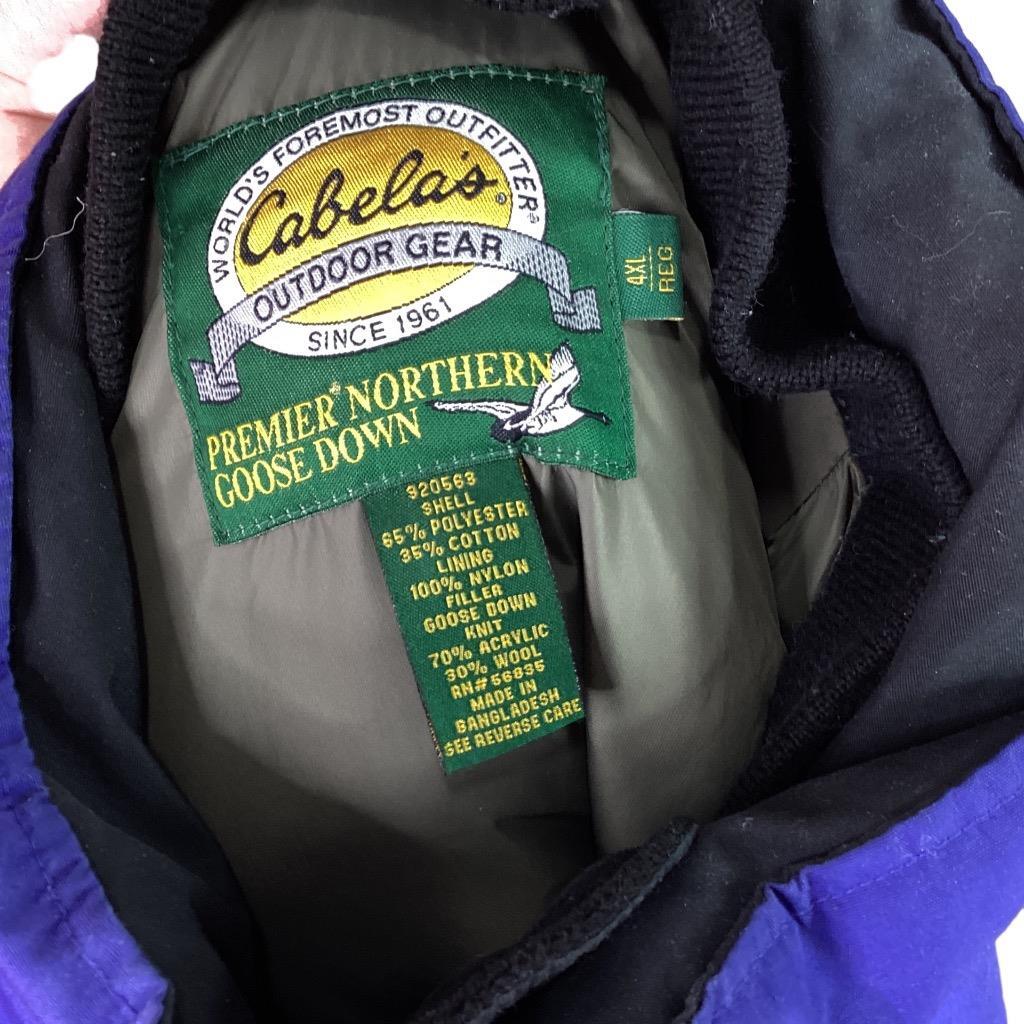 WORLD'S FOREMOST OUTFITTER®
Cabela's®
OUTDOOR GEAR
SINCE 1961
PREMIER® NORTHERN
GOOSE DOWN
4XL
REG
920563
SHELL
65% POLYESTER
35% COTTON
LINING
100% NYLON
FILLER
GOOSE DOWN
KNIT
70% ACRYLIC
30% WOOL
RN# 56835
MADE IN
BANGLADESH
SEE REVERSE CARE